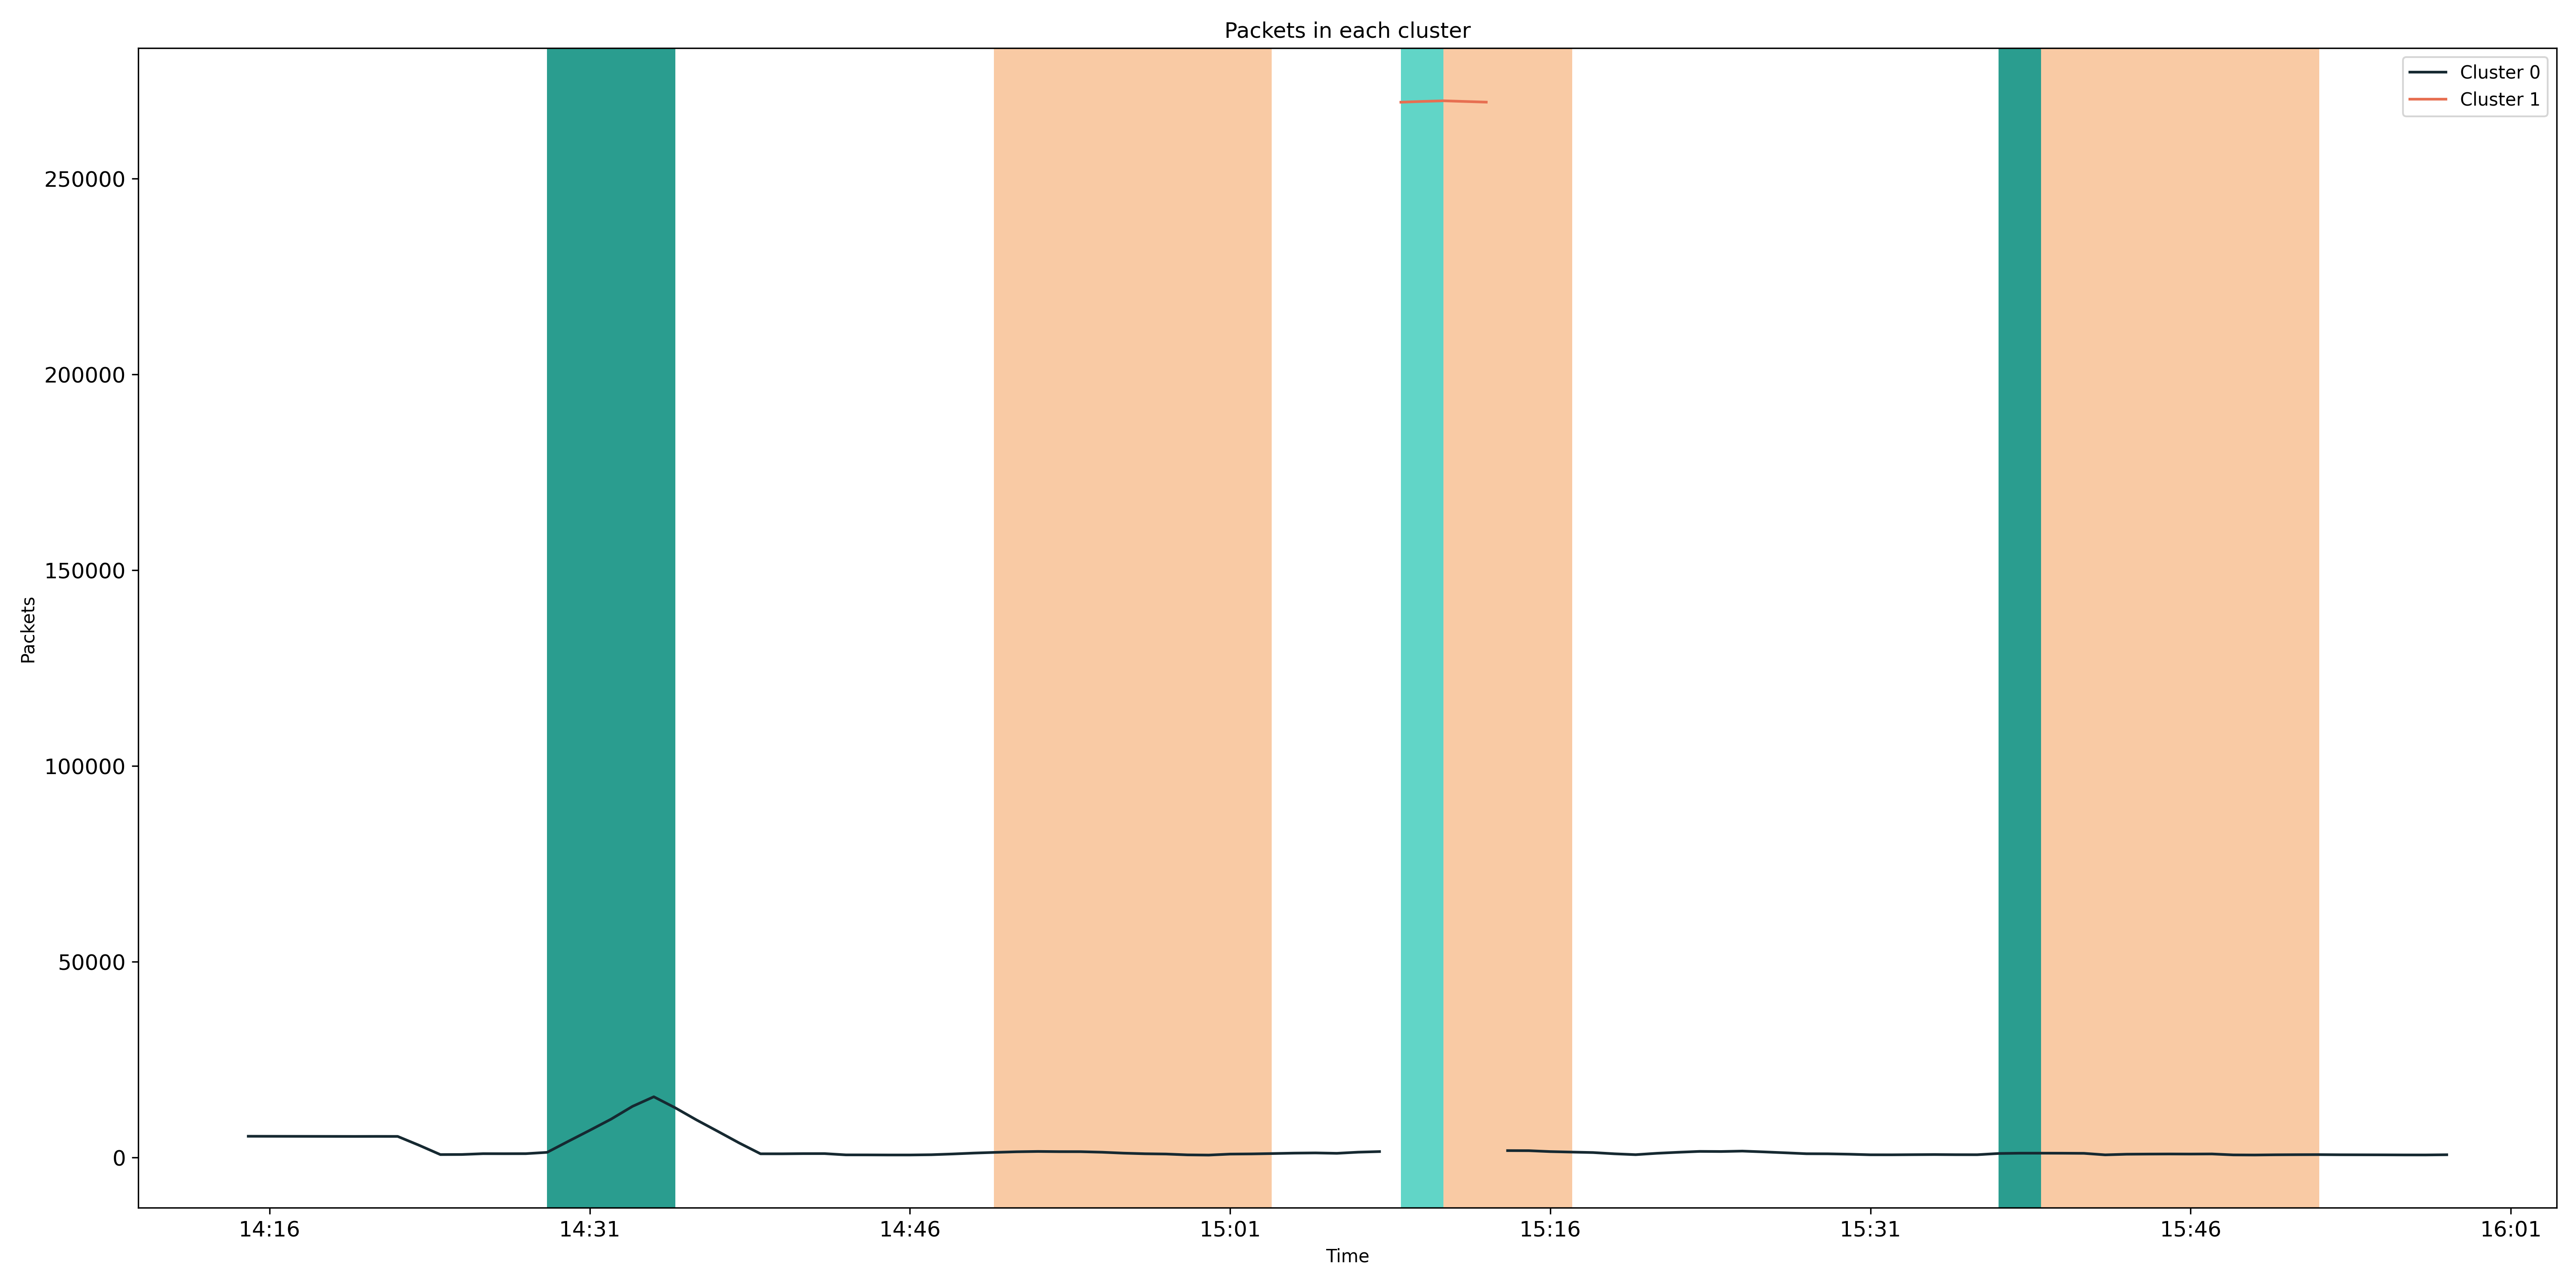 Packets in each cluster
Cluster 0
Cluster 1
250000
200000
150000
100000
50000
0
Packets
14:16
14:31
14:46
15:01
15:16
15:31
15:46
16:01
Time